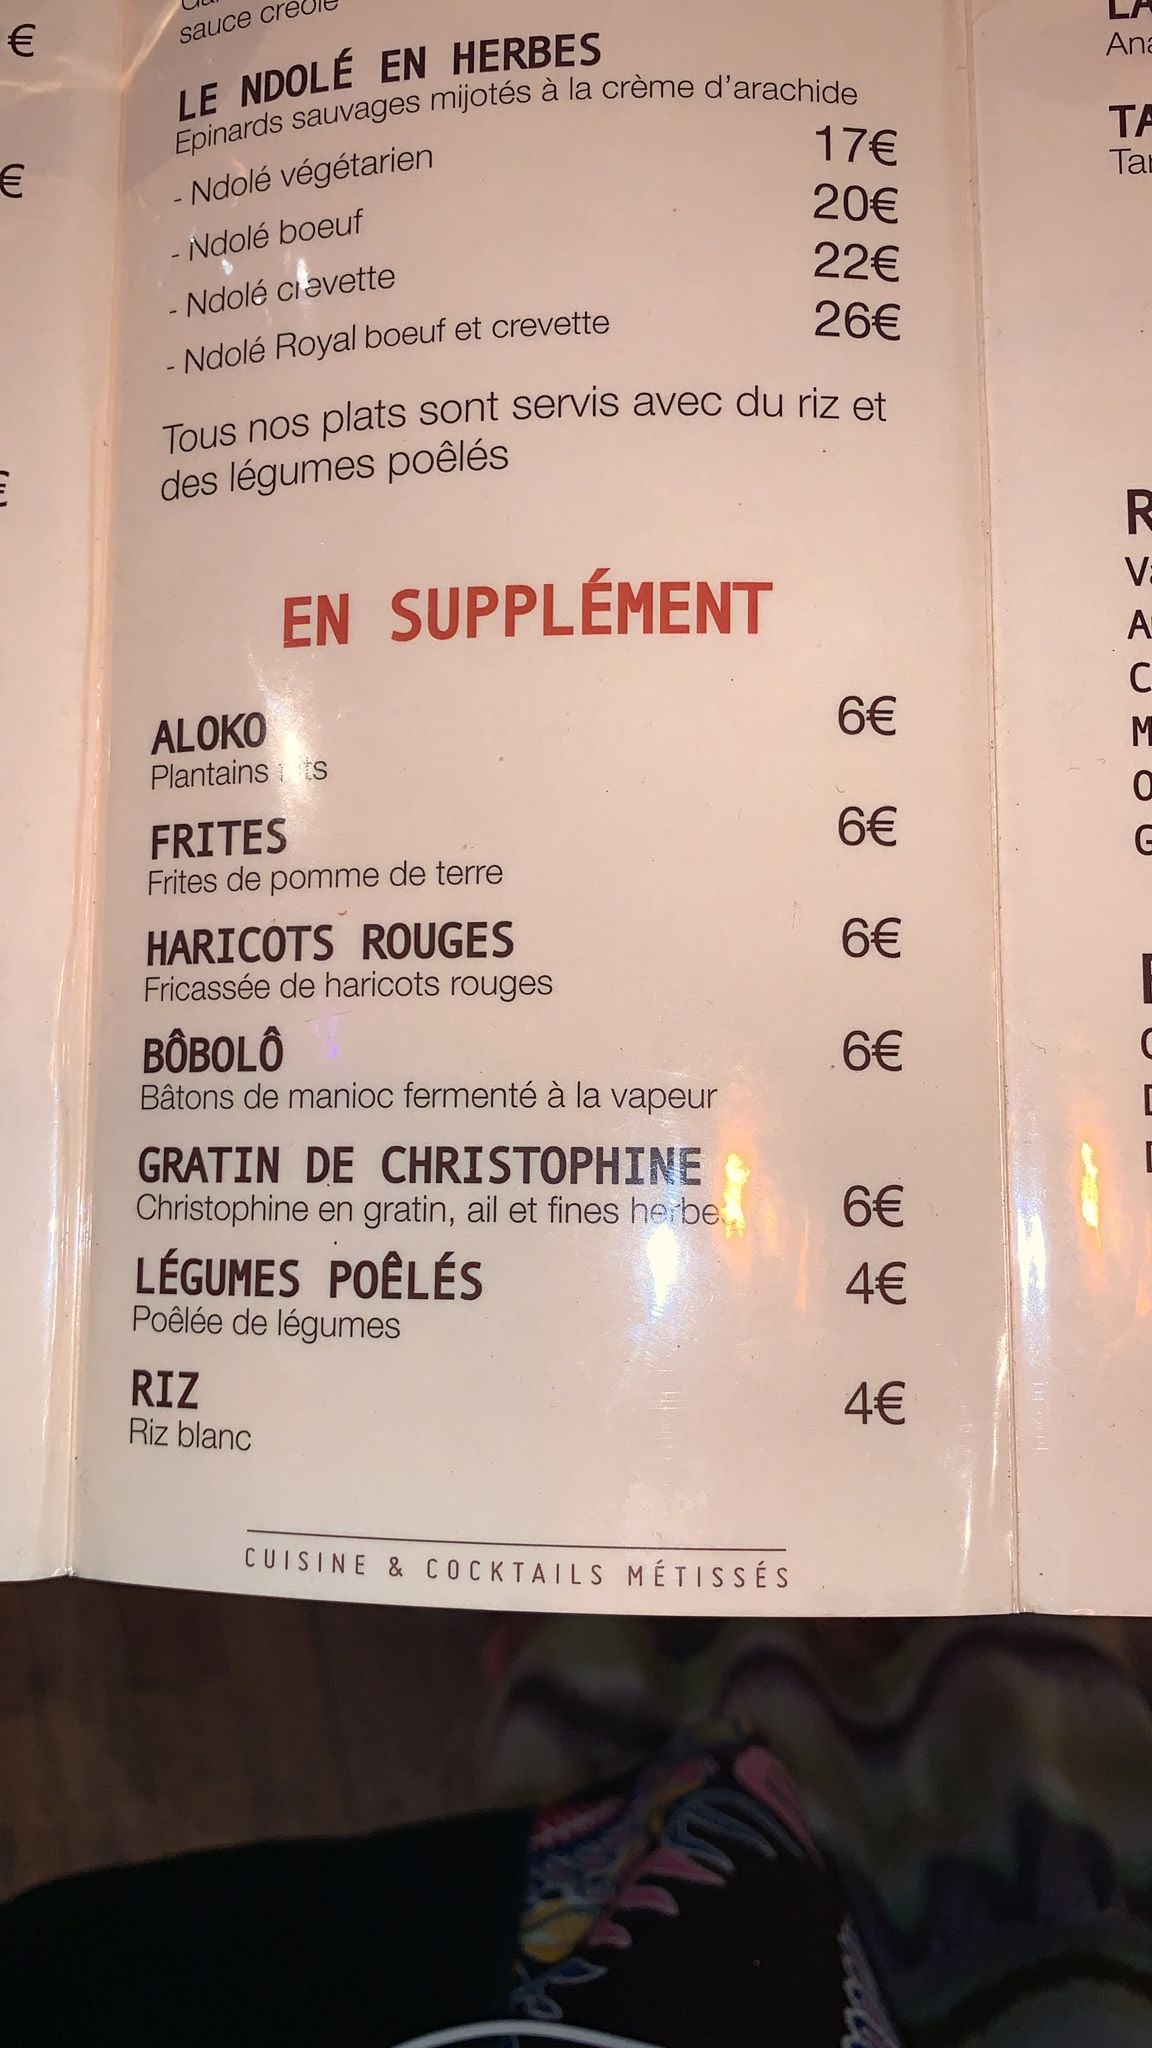 sauce créole
LE NDOLÉ EN HERBES
Epinards sauvages mijotés à la crème d'arachide
- Ndolé végétarien 17€
- Ndolé boeuf 20€
- Ndolé crevette 22€
- Ndolé Royal boeuf et crevette 26€
Tous nos plats sont servis avec du riz et
des légumes poêlés
EN SUPPLÉMENT
ALOKO 6€
Plantains
FRITES 6€
Frites de pomme de terre
HARICOTS ROUGES 6€
Fricassée de haricots rouges
BÔBOLÔ 6€
Bâtons de manioc fermenté à la vapeur
GRATIN DE CHRISTOPHINE
Christophine en gratin, ail et fines herbes 6€
LÉGUMES POÊLÉS 4€
Poêlée de légumes
RIZ 4€
Riz blanc
CUISINE & COCKTAILS MÉTISSÉS